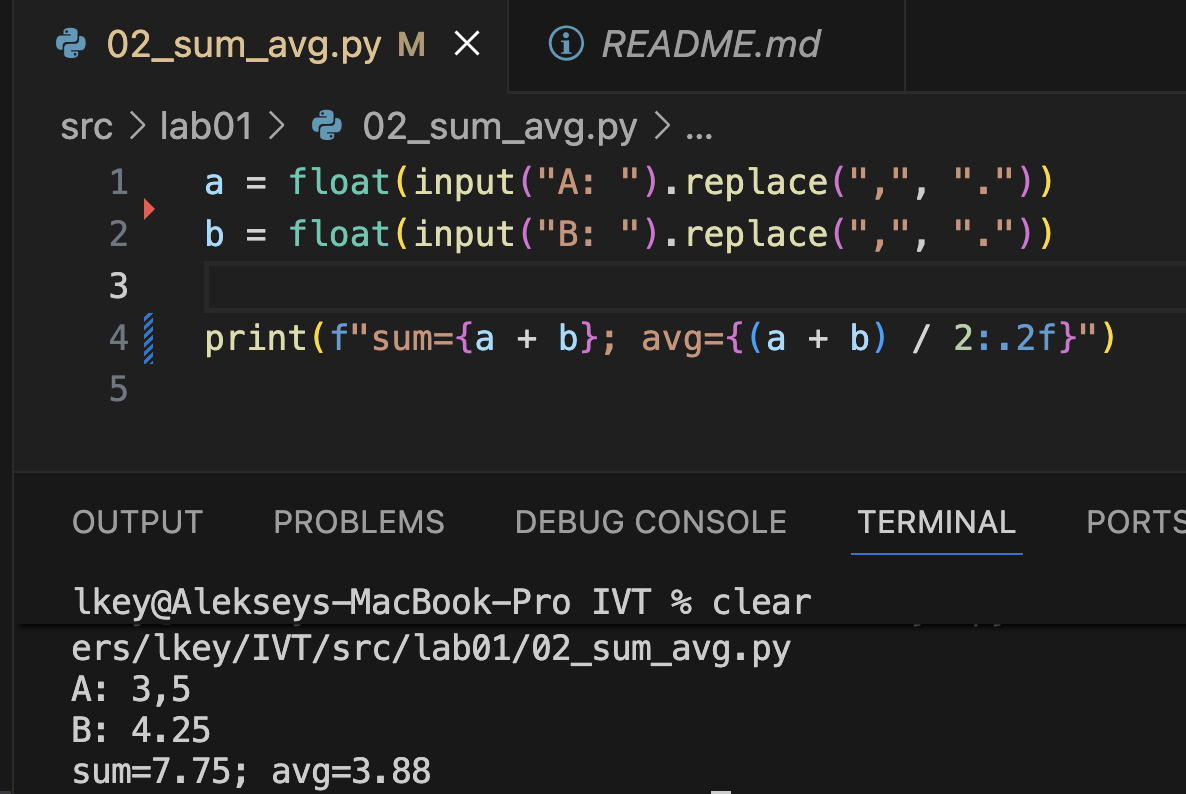 02_sum_avg.py M README.md
src > lab01 > 02_sum_avg.py > ...
1 a = float(input("A: ").replace(",", "."))
2 b = float(input("B: ").replace(",", "."))
3
4 print(f"sum={a + b}; avg={(a + b) / 2:.2f}")
5
OUTPUT PROBLEMS DEBUG CONSOLE TERMINAL PORTS
lkey@Alekseys-MacBook-Pro IVT % clear
ers/lkey/IVT/src/lab01/02_sum_avg.py
A: 3,5
B: 4.25
sum=7.75; avg=3.88